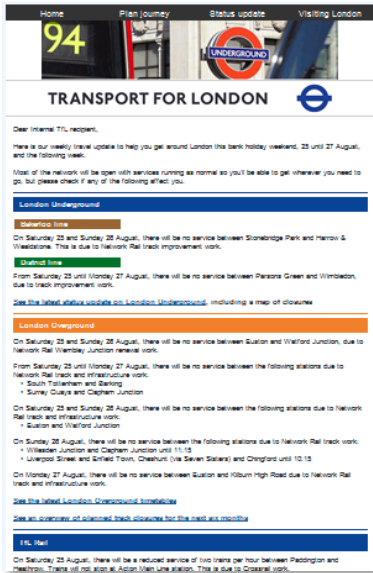 Home Plan journey Status update Visiting London
94
UNDERGROUND
TRANSPORT FOR LONDON
Dear Internal TfL recipient,
Here is our weekly travel update to help you get around London this bank holiday weekend, 25 until 27 August,
and the following week.
Most of the network will be open with services running as normal so you'll be able to get wherever you need to
go, but please check if any of the following affect you.
London Underground
Bakerloo line
On Saturday 25 and Sunday 26 August, there will be no service between Stonebridge Park and Harrow &
Wealdstone. This is due to Network Rail track improvement work.
District line
From Saturday 25 until Monday 27 August, there will be no service between Parsons Green and Wimbledon,
due to track improvement work.
See the latest status update on London Underground, including a map of closures
London Overground
On Saturday 25 and Sunday 26 August, there will be no service between Euston and Watford Junction, due to
Network Rail Wembley Junction renewal work.
From Saturday 25 until Monday 27 August, there will be no service between the following stations due to
Network Rail track and infrastructure work.
• South Tottenham and Barking
• Surrey Quays and Clapham Junction
On Saturday 25 and Sunday 26 August, there will be no service between the following stations due to Network
Rail track and infrastructure work.
• Euston and Watford Junction
On Sunday 26 August, there will be no service between the following stations due to Network Rail track work.
• Willesden Junction and Clapham Junction until 11:15
• Liverpool Street and Enfield Town, Cheshunt (via Seven Sisters) and Chingford until 10:15
On Monday 27 August, there will be no service between Euston and Kilburn High Road due to Network Rail
track and infrastructure work.
See the latest London Overground timetables
See an overview of planned track closures for the next six months
TfL Rail
On Saturday 25 August, there will be a reduced service of two trains per hour between Paddington and
Heathrow. Trains will not stop at Acton Main Line station. This is due to Crossrail work.